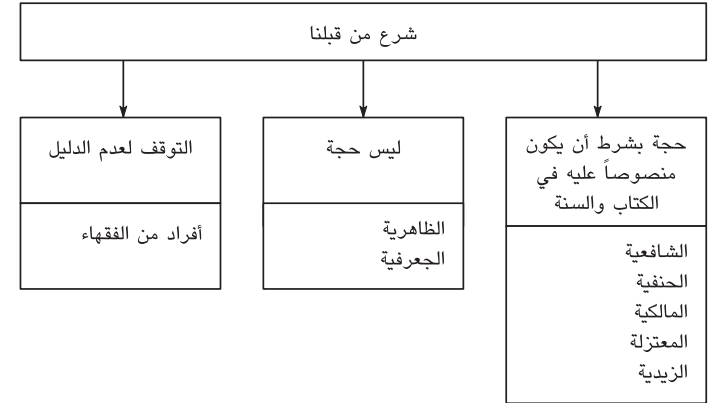 شرع من قبلنا
حجة بشرط أن يكون
منصوصاً عليه في
الكتاب والسنة
الشافعية
الحنفية
المالكية
المعتزلة
الزيدية
ليس حجة
الظاهرية
الجعرفية
التوقف لعدم الدليل
أفراد من الفقهاء